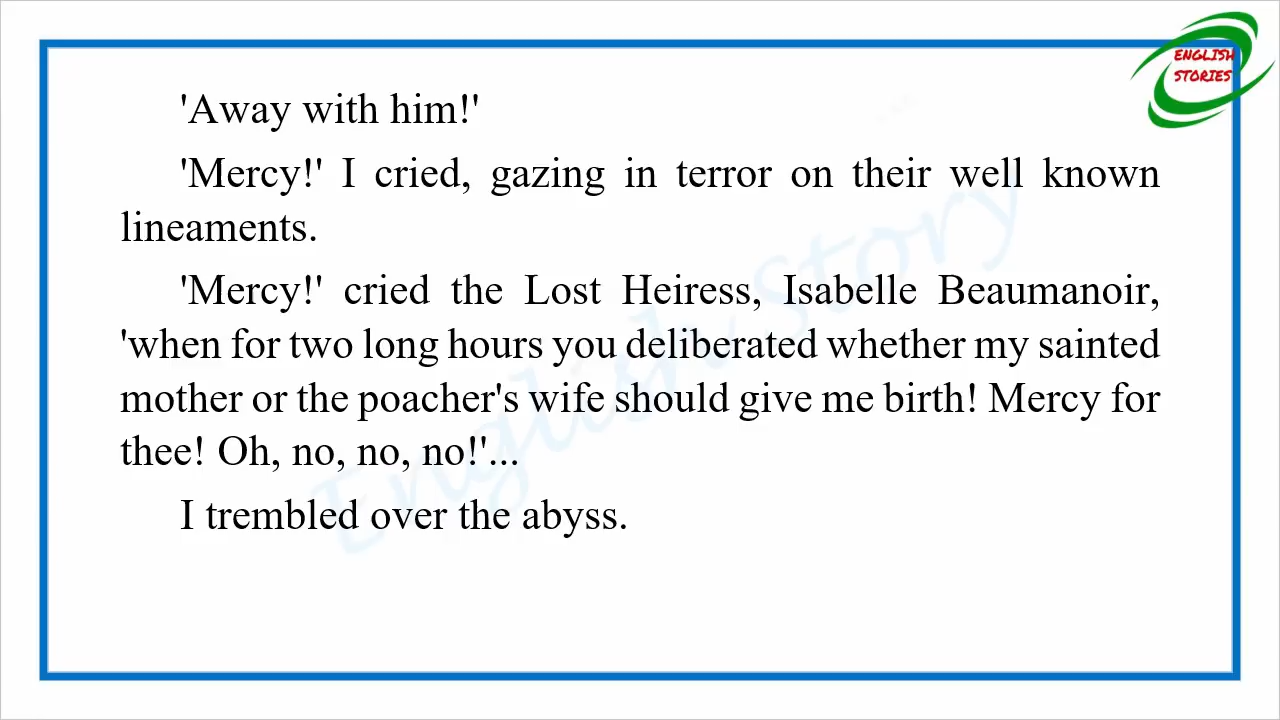 ENGLISH
STORIES
'Away with him!'
'Mercy!' I cried, gazing in terror on their well known
lineaments.
'Mercy!' cried the Lost Heiress, Isabelle Beaumanoir,
'when for two long hours you deliberated whether my sainted
mother or the poacher's wife should give me birth! Mercy for
thee! Oh, no, no, no!'...
I trembled over the abyss.
English Story